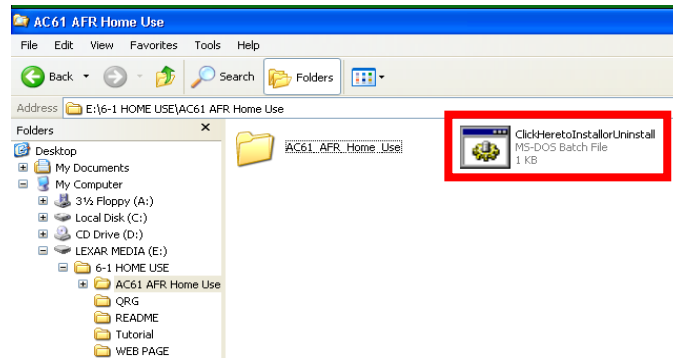 AC61 AFR Home Use
File Edit View Favorites Tools Help
Back Search Folders
Address E:\6-1 HOME USE\AC61 AFR Home Use
Folders x
Desktop
My Documents
My Computer
3½ Floppy (A:)
Local Disk (C:)
CD Drive (D:)
LEXAR MEDIA (E:)
6-1 HOME USE
AC61 AFR Home Use
QRG
README
Tutorial
WEB PAGE
AC61_AFR_Home_Use
ClickHeretoInstallorUninstall
MS-DOS Batch File
1 KB